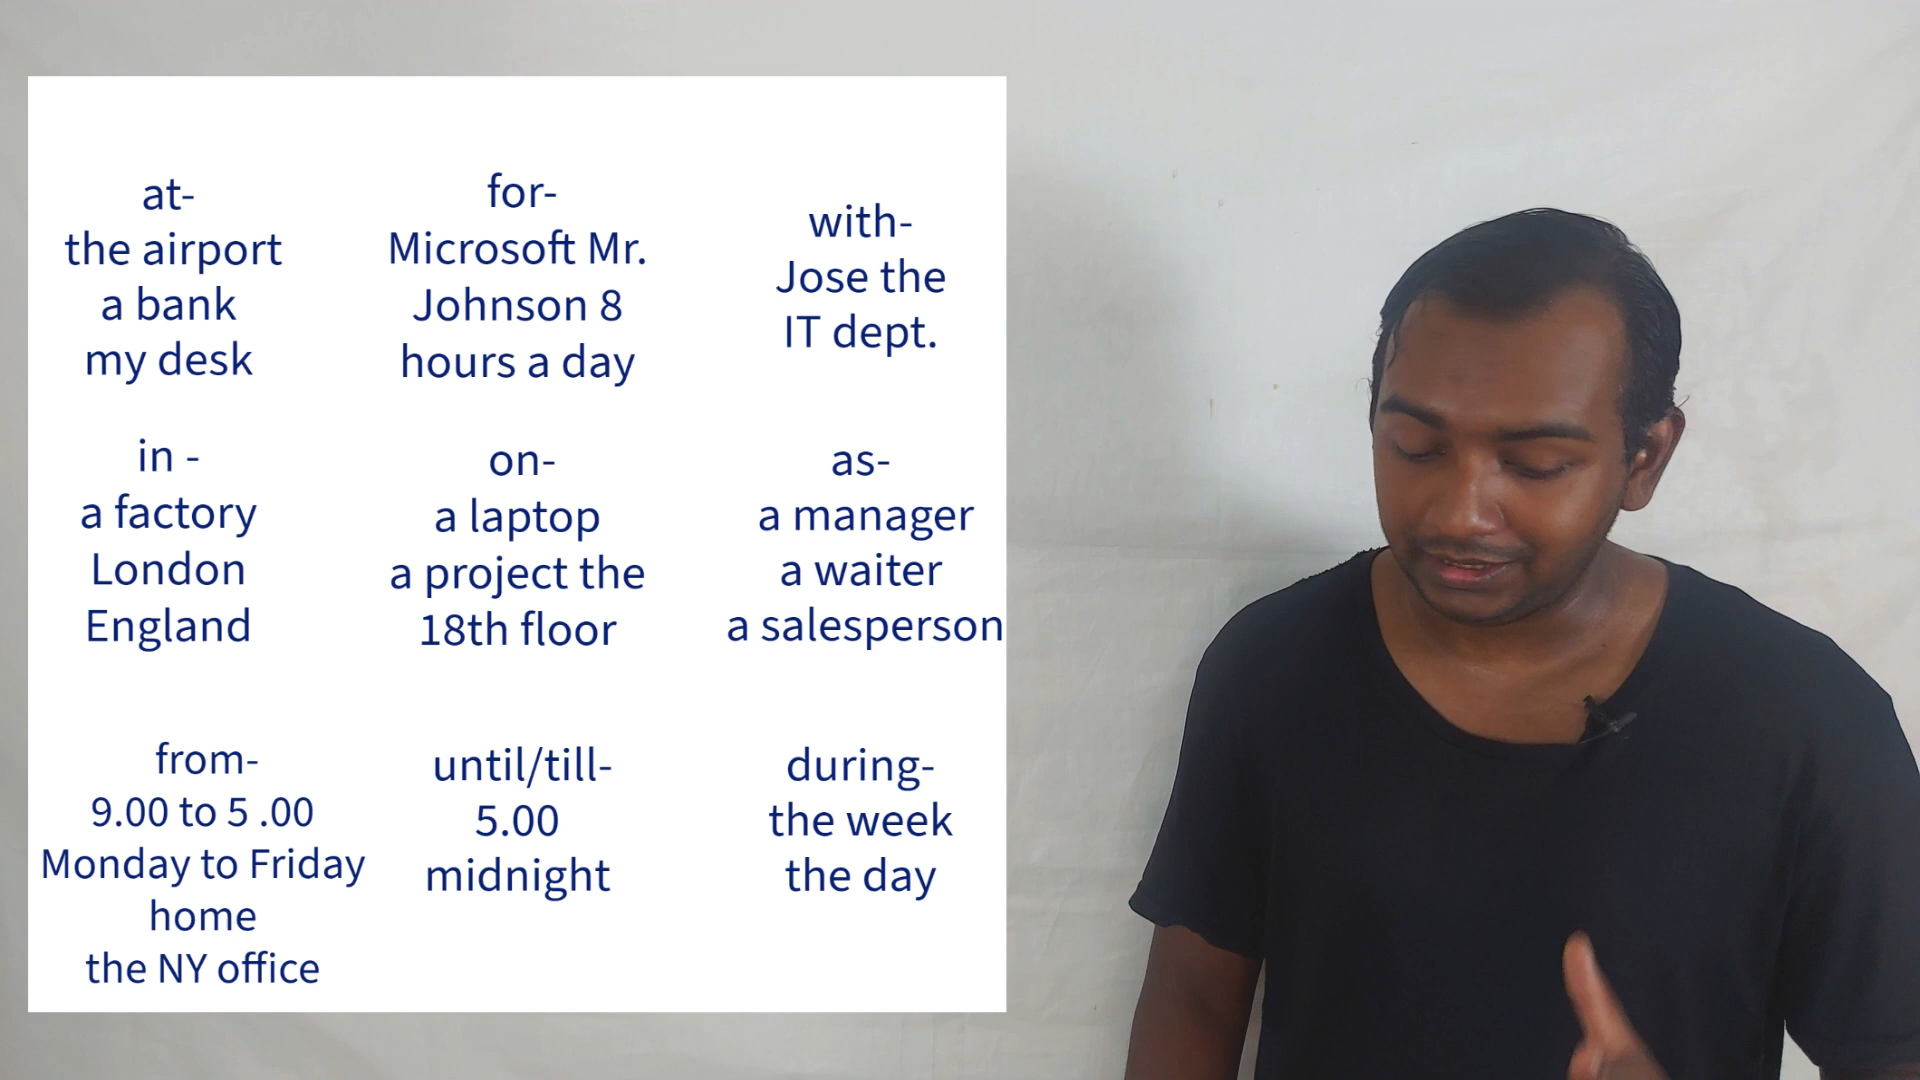 at-
the airport
a bank
my desk
for-
Microsoft Mr.
Johnson 8
hours a day
with-
Jose the
IT dept.
in -
a factory
London
England
on-
a laptop
a project the
18th floor
as-
a manager
a waiter
a salesperson
from-
9.00 to 5 .00
Monday to Friday
home
the NY office
until/till-
5.00
midnight
during-
the week
the day